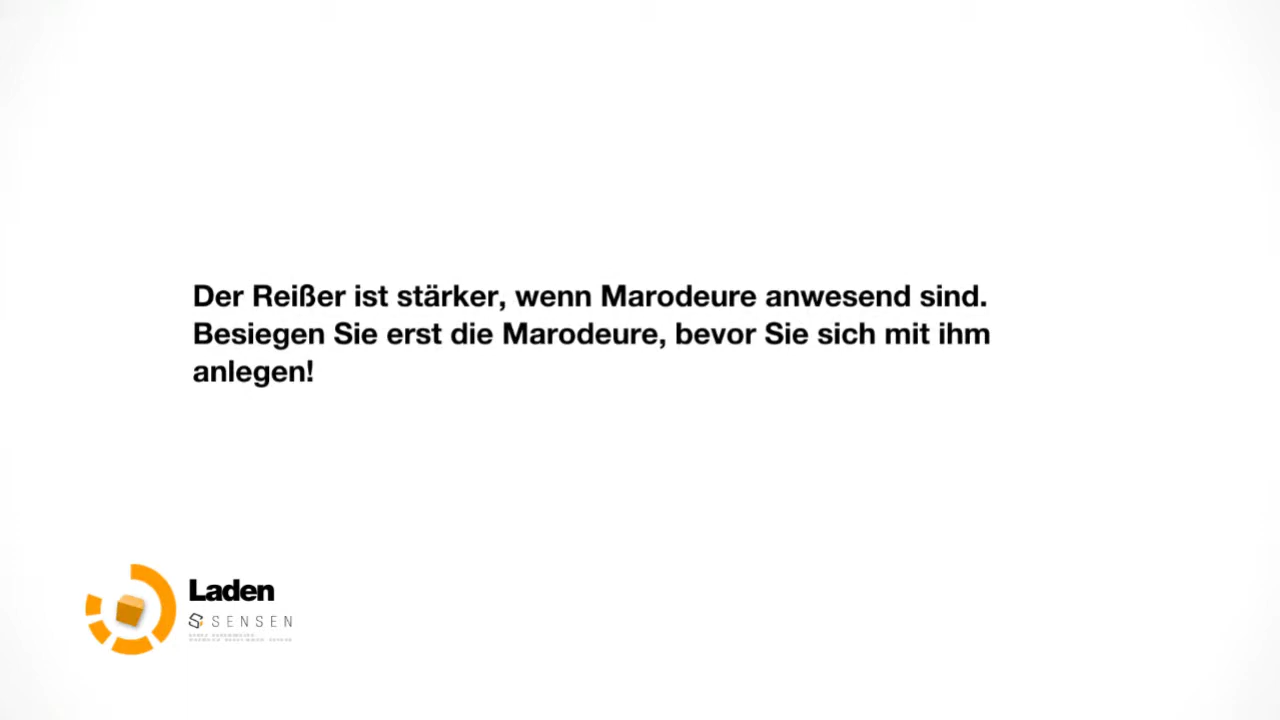 Der Reißer ist stärker, wenn Marodeure anwesend sind.
Besiegen Sie erst die Marodeure, bevor Sie sich mit ihm
anlegen!
Laden
SENSEN